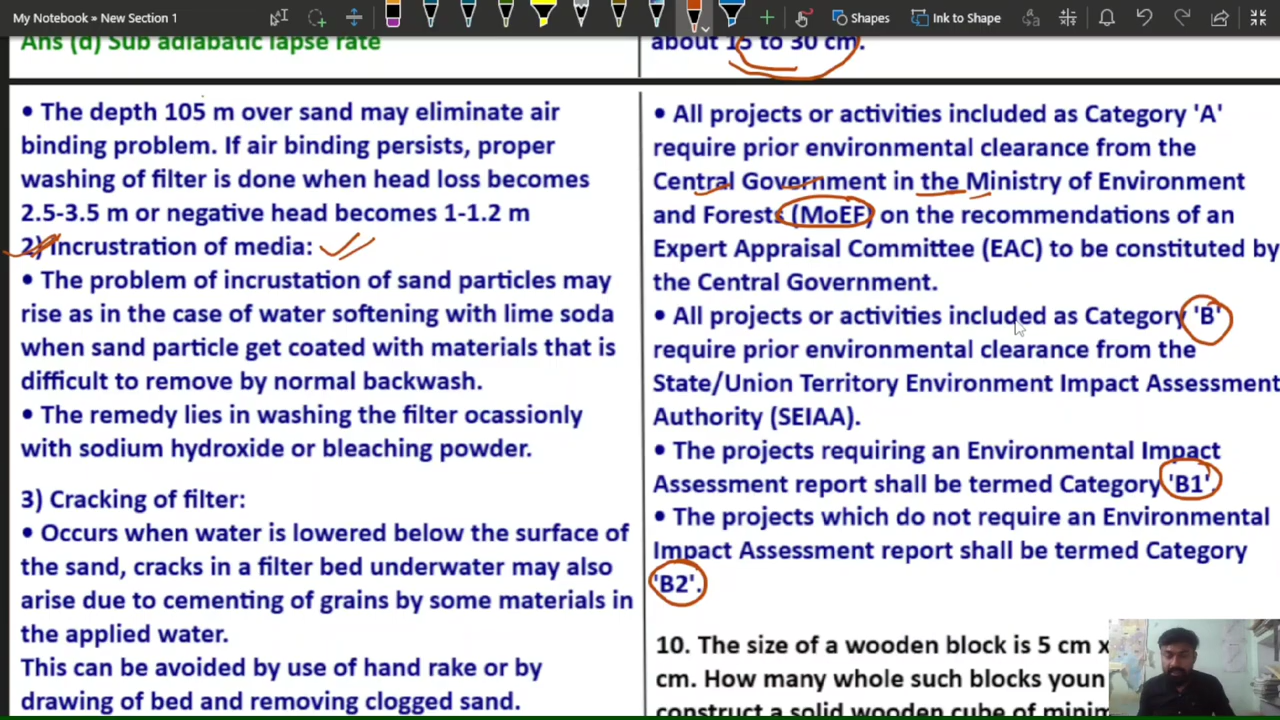 My Notebook » New Section 1
Shapes
Ink to Shape
Ans (d) Sub adiabatic lapse rate
• The depth 105 m over sand may eliminate air
binding problem. If air binding persists, proper
washing of filter is done when head loss becomes
2.5-3.5 m or negative head becomes 1-1.2 m
2) Incrustration of media:
• The problem of incrustation of sand particles may
rise as in the case of water softening with lime soda
when sand particle get coated with materials that is
difficult to remove by normal backwash.
• The remedy lies in washing the filter ocassionly
with sodium hydroxide or bleaching powder.
3) Cracking of filter:
• Occurs when water is lowered below the surface of
the sand, cracks in a filter bed underwater may also
arise due to cementing of grains by some materials in
the applied water.
This can be avoided by use of hand rake or by
drawing of bed and removing clogged sand.
about 15 to 30 cm.
• All projects or activities included as Category 'A'
require prior environmental clearance from the
Central Government in the Ministry of Environment
and Forests (MoEF) on the recommendations of an
Expert Appraisal Committee (EAC) to be constituted by
the Central Government.
• All projects or activities included as Category 'B'
require prior environmental clearance from the
State/Union Territory Environment Impact Assessment
Authority (SEIAA).
• The projects requiring an Environmental Impact
Assessment report shall be termed Category 'B1'.
• The projects which do not require an Environmental
Impact Assessment report shall be termed Category
'B2'.
10. The size of a wooden block is 5 cm x
cm. How many whole such blocks youn
construct a solid wooden cube of minim